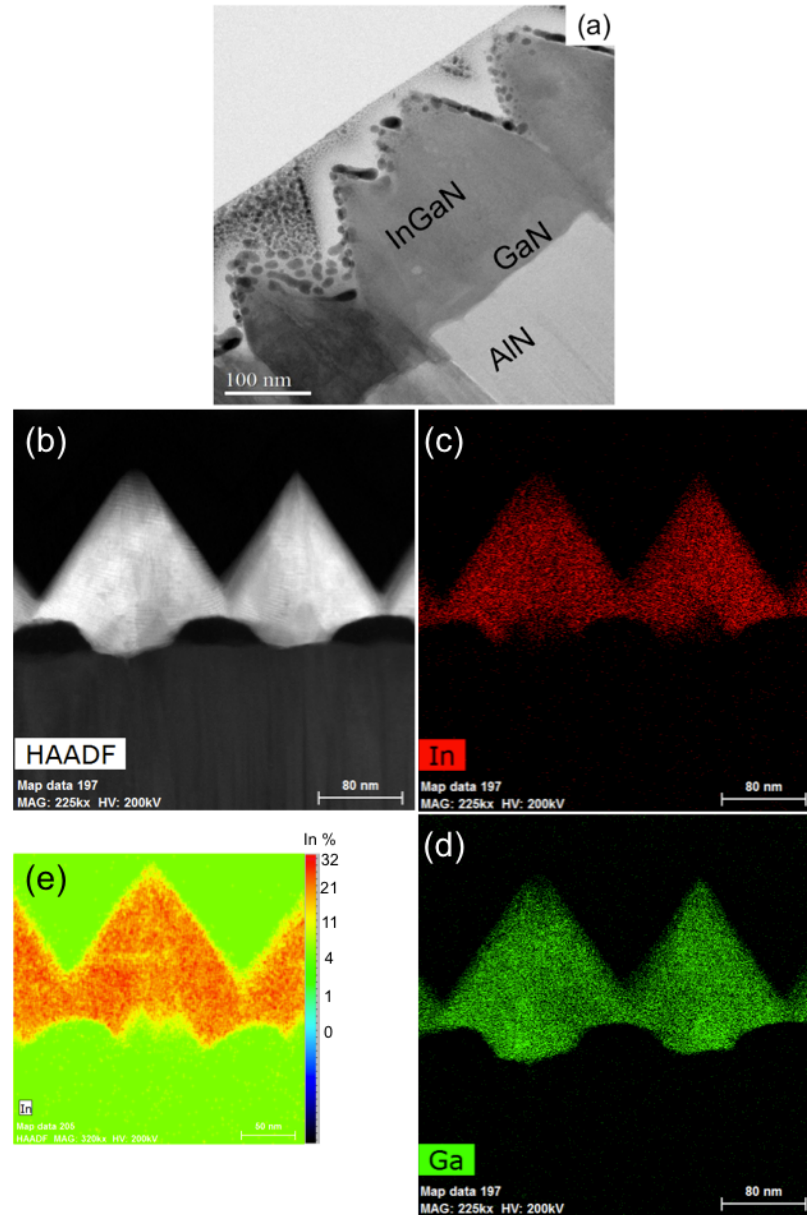 (a)
InGaN
GaN
AlN
100 nm
(b)
HAADF
Map data 197
MAG: 225kx HV: 200kV
80 nm
(c)
In
Map data 197
MAG: 225kx HV: 200kV
80 nm
(e)
In %
32
21
11
4
1
0
In
Map data 205
HAADF MAG: 320kx HV: 200kV
50 nm
(d)
Ga
Map data 197
MAG: 225kx HV: 200kV
80 nm